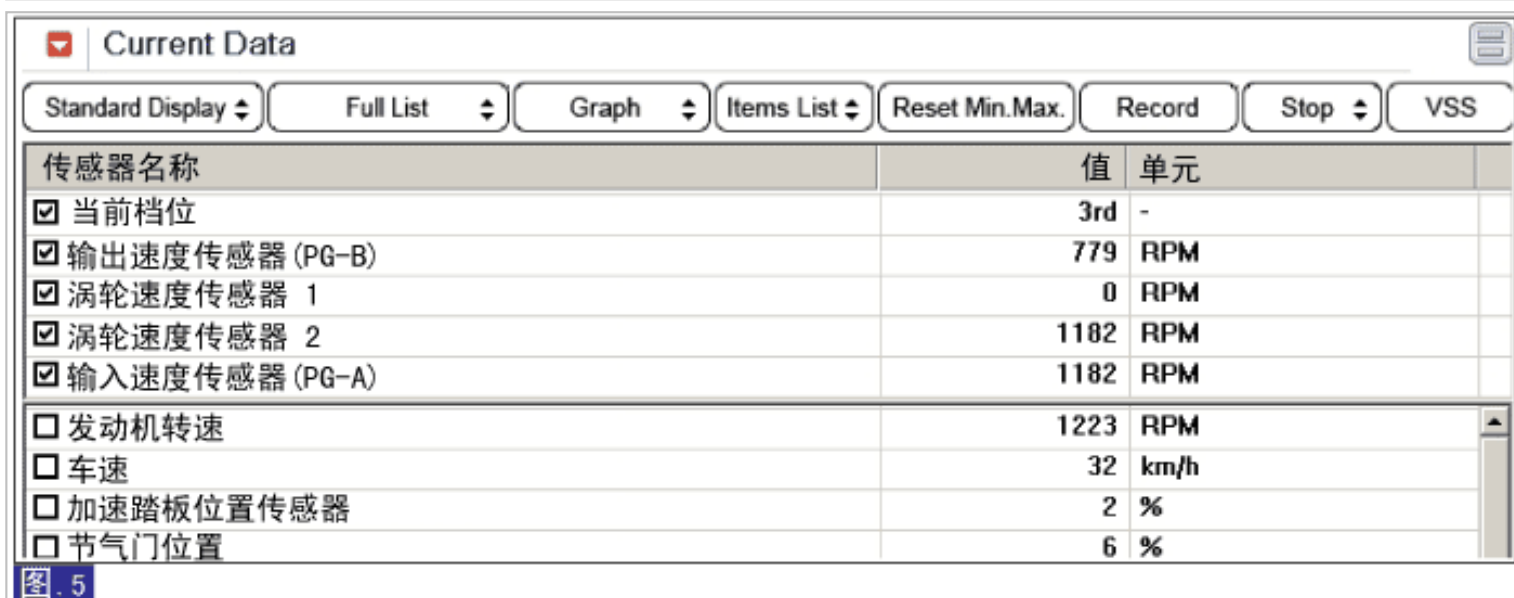 Current Data
Standard Display Full List Graph Items List Reset Min.Max. Record Stop VSS
传感器名称 值 单元
当前档位 3rd -
输出速度传感器(PG-B) 779 RPM
涡轮速度传感器 1 0 RPM
涡轮速度传感器 2 1182 RPM
输入速度传感器(PG-A) 1182 RPM
发动机转速 1223 RPM
车速 32 km/h
加速踏板位置传感器 2 %
节气门位置 6 %
图.5